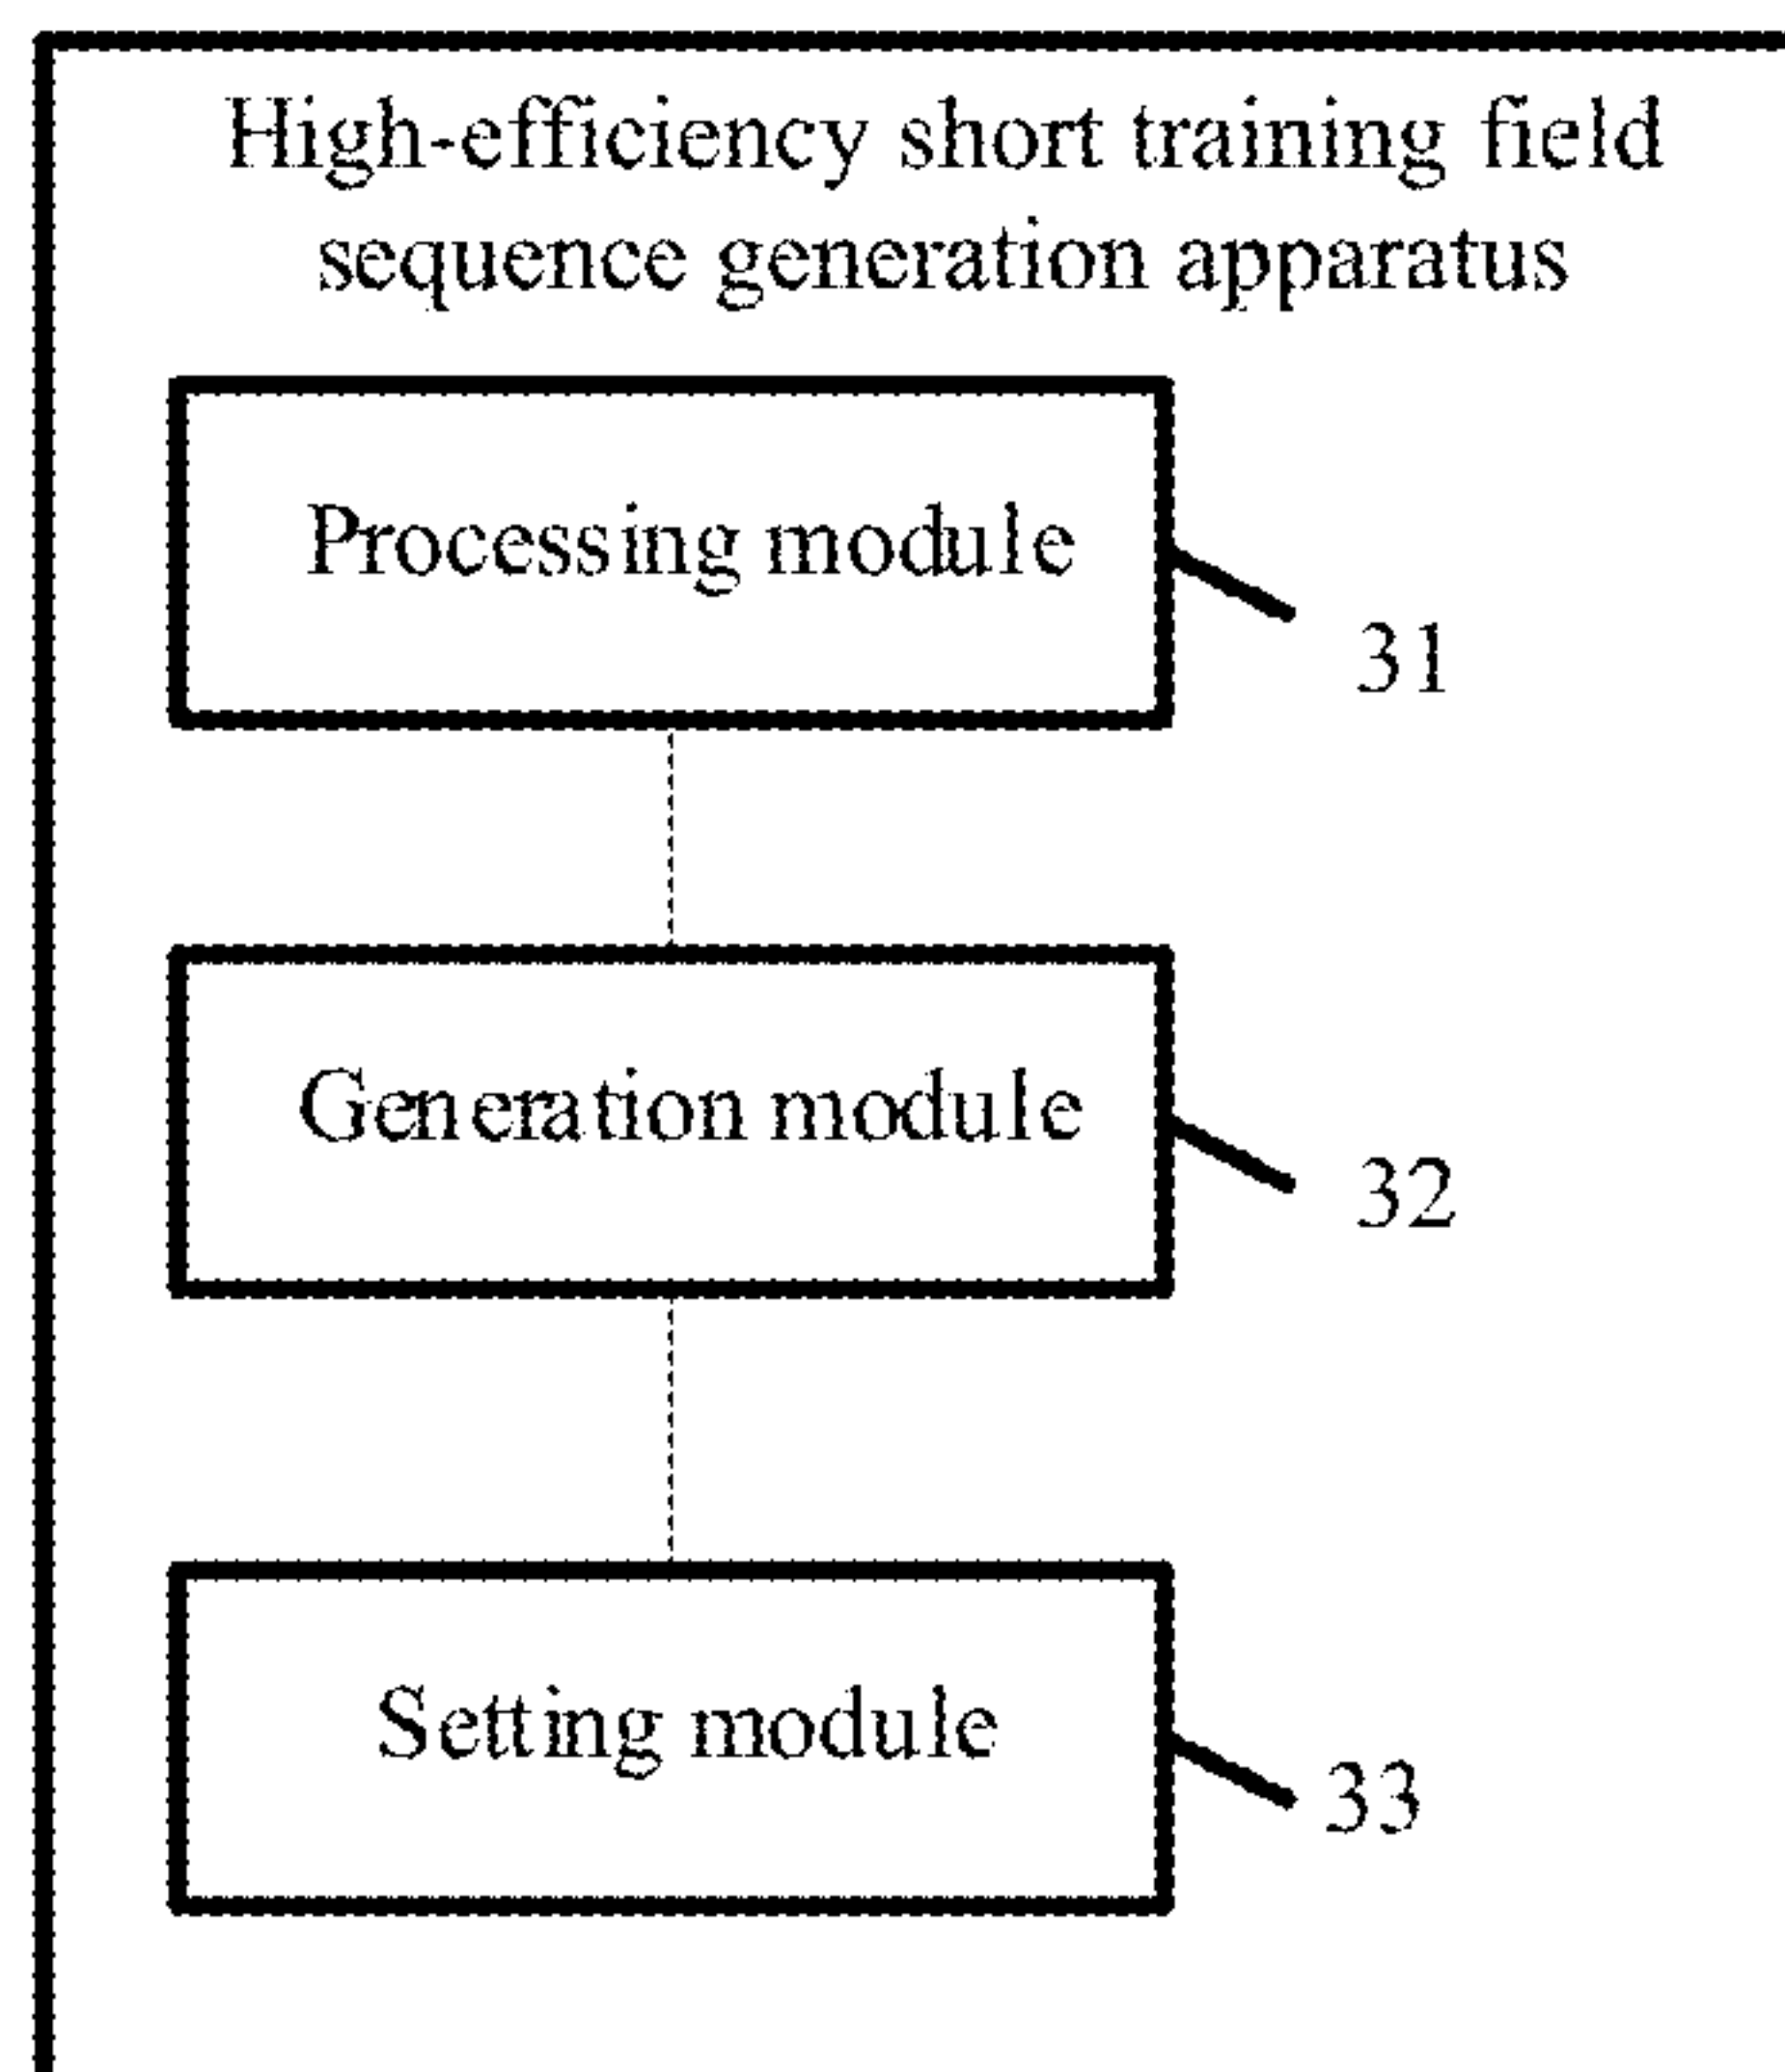 High-efficiency short training field
sequence generation apparatus
Processing module
31
Generation module
32
Setting module
33